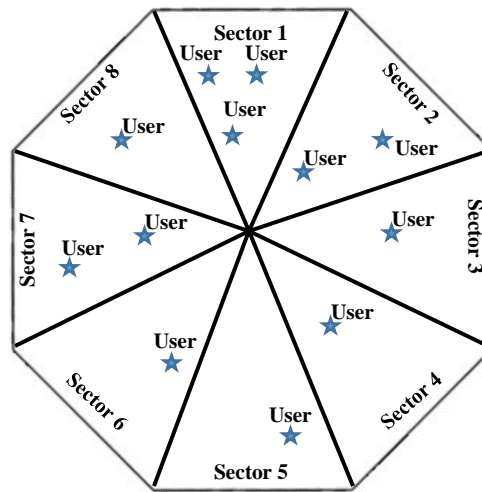 Sector 1
User User
User
Sector 8
User
Sector 2
User
User
Sector 7
User
User
User
Sector 3
User
Sector 4
User
Sector 6
User
Sector 5